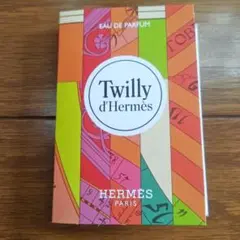 EAU DE PARFUM
Twilly
d'Hermès
HERMÈS
PARIS